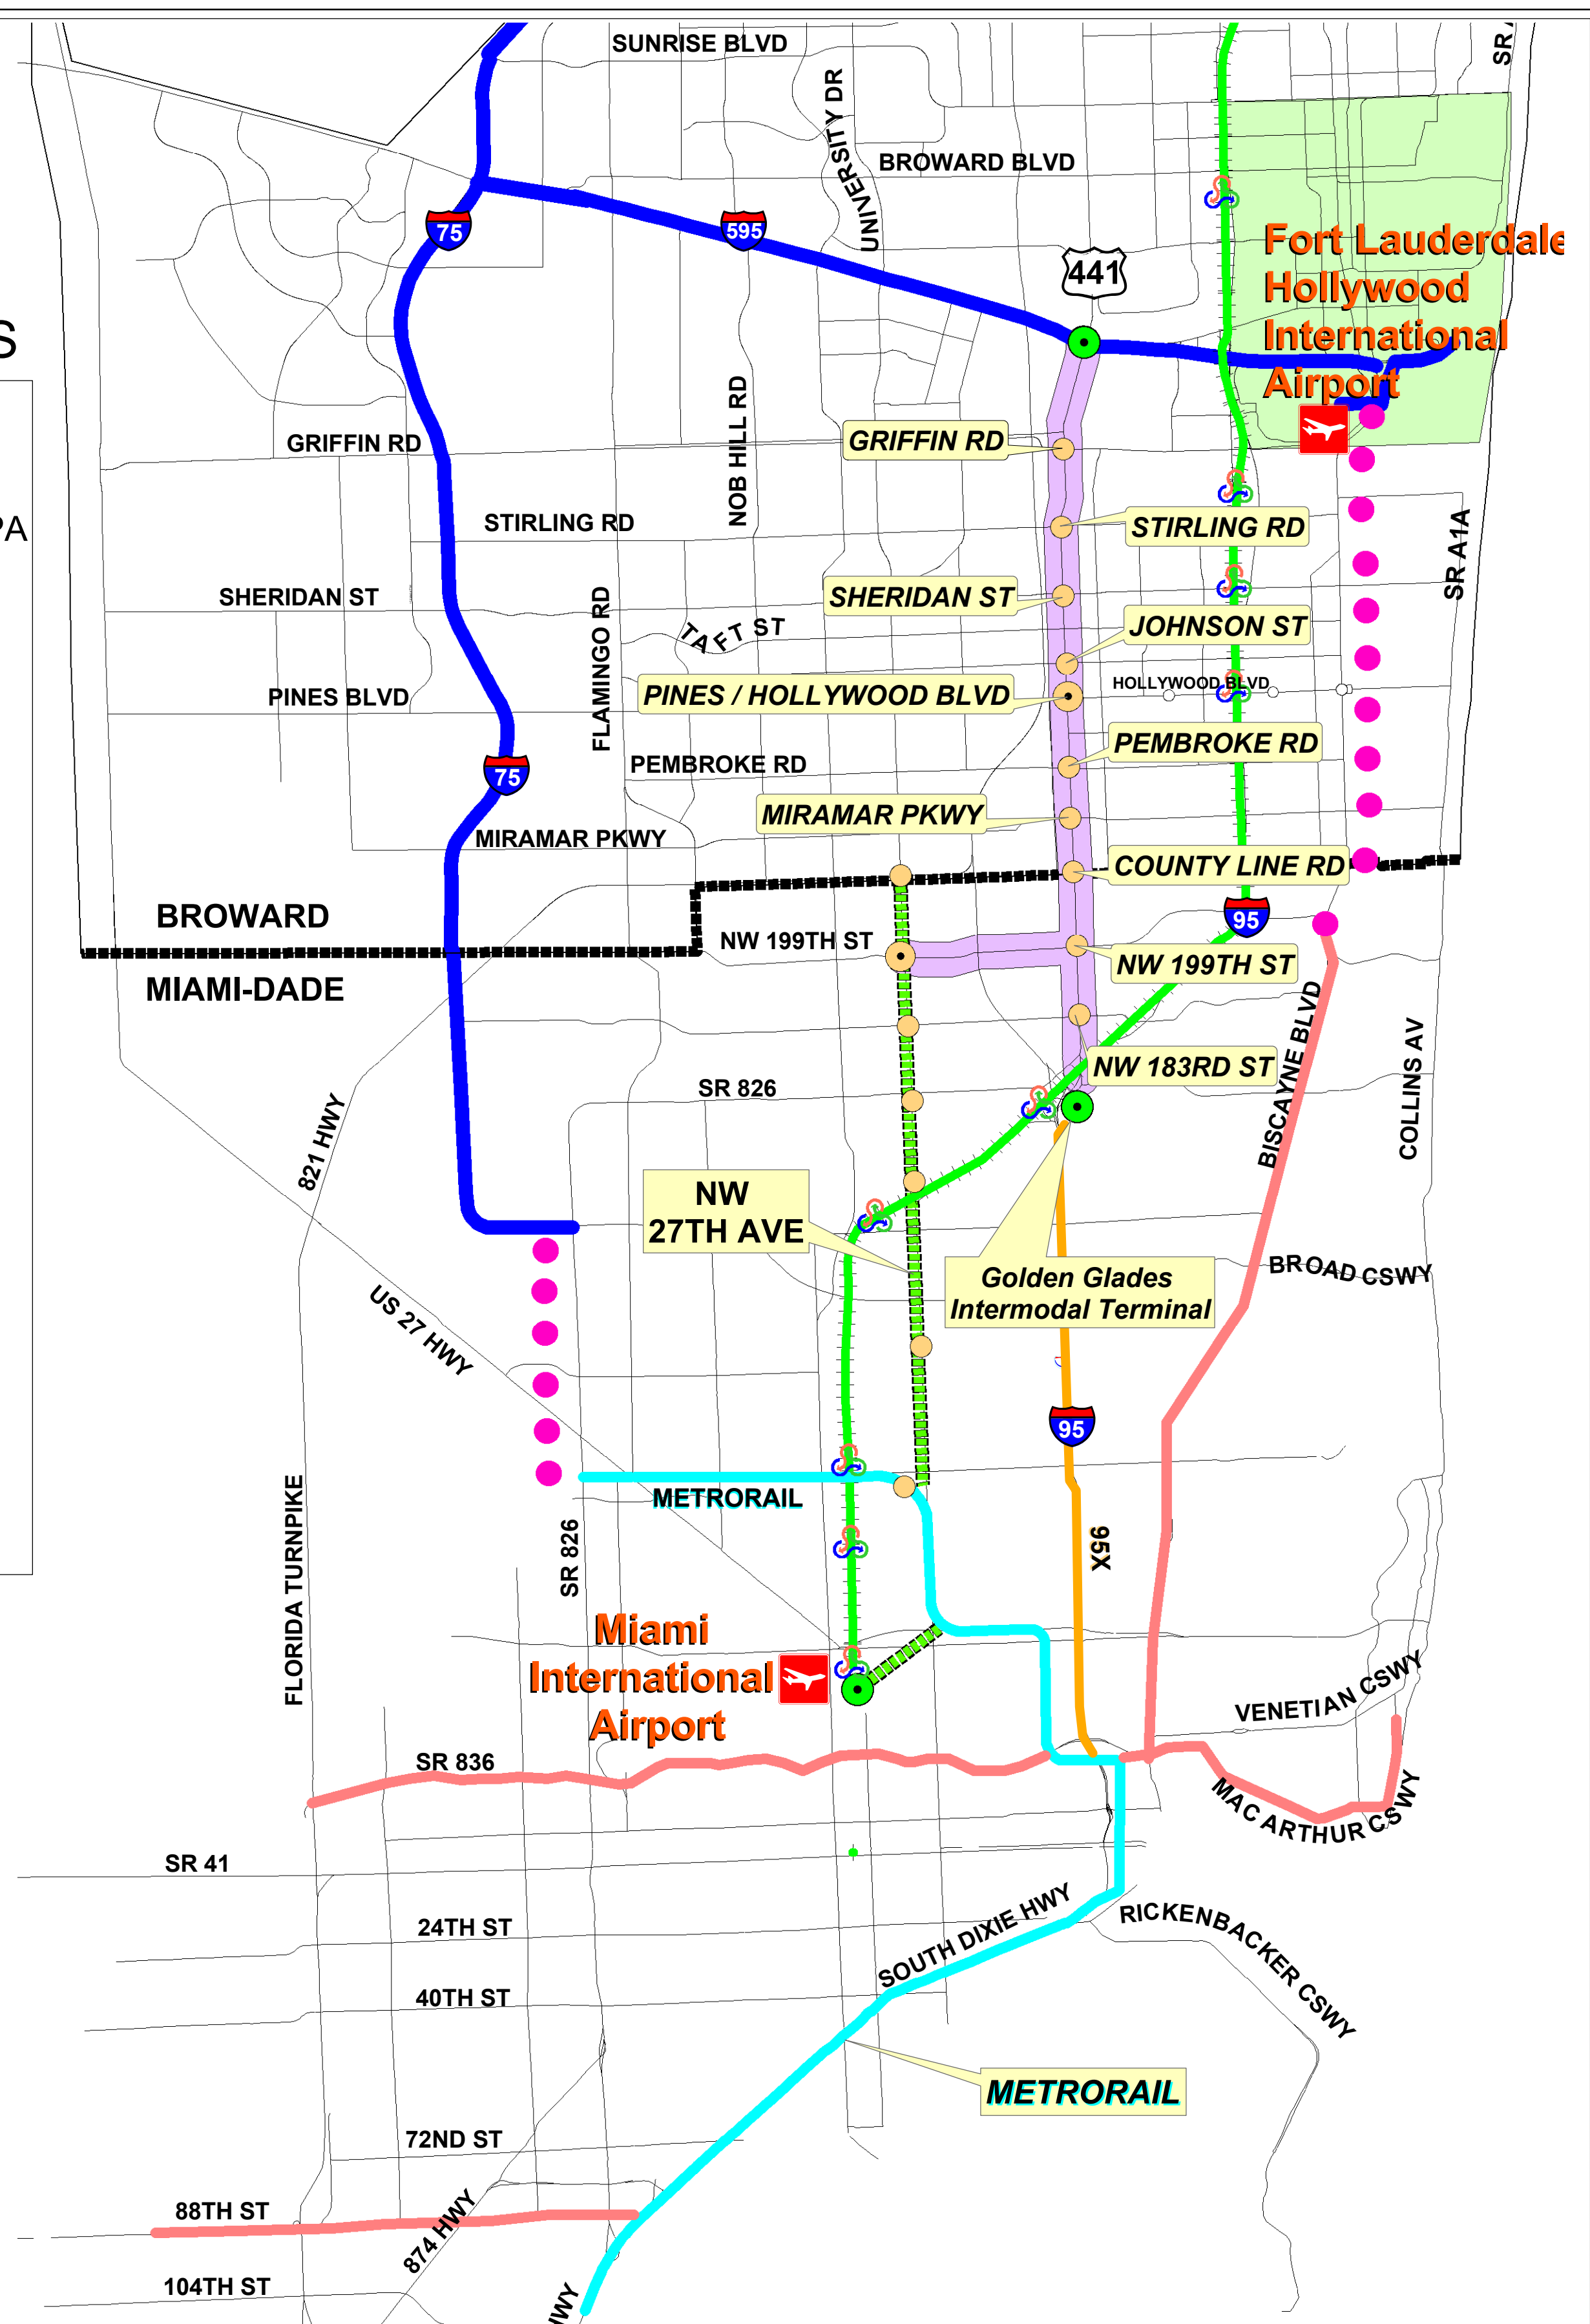 SUNRISE BLVD
SR
UNIVERSITY DR
BROWARD BLVD
75
595
441
Fort Lauderdale
Hollywood
International
Airport
S
PA
GRIFFIN RD
NOB HILL RD
GRIFFIN RD
STIRLING RD
STIRLING RD
SR A1A
SHERIDAN ST
FLAMINGO RD
SHERIDAN ST
TAFT ST
JOHNSON ST
PINES BLVD
PINES / HOLLYWOOD BLVD
HOLLYWOOD BLVD
PEMBROKE RD
75
PEMBROKE RD
MIRAMAR PKWY
MIRAMAR PKWY
COUNTY LINE RD
BROWARD
95
NW 199TH ST
NW 199TH ST
MIAMI-DADE
BISCAYNE BLVD
COLLINS AV
NW 183RD ST
SR 826
821 HWY
NW
27TH AVE
Golden Glades
Intermodal Terminal
BROAD CSWY
US 27 HWY
95
METRORAIL
FLORIDA TURNPIKE
SR 826
95X
Miami
International
Airport
VENETIAN CSWY
SR 836
MAC ARTHUR CSWY
SR 41
24TH ST
SOUTH DIXIE HWY
RICKENBACKER CSWY
40TH ST
METRORAIL
72ND ST
88TH ST
874 HWY
104TH ST
HWY